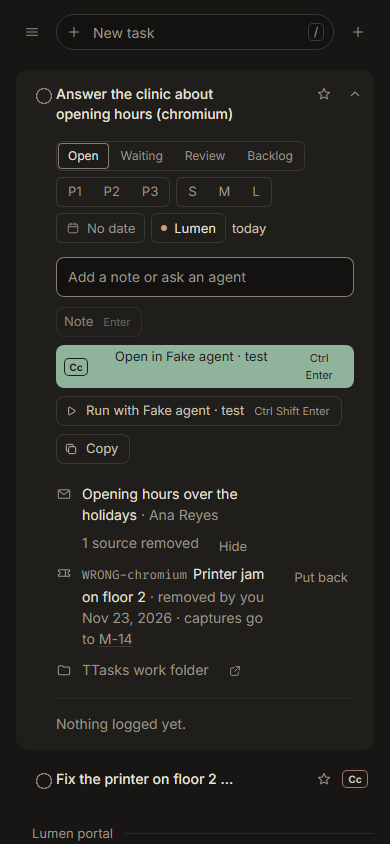 New task /
Answer the clinic about
opening hours (chromium)
Open Waiting Review Backlog
P1 P2 P3 S M L
No date Lumen today
Add a note or ask an agent
Note Enter
Cc Open in Fake agent · test Ctrl
Enter
Run with Fake agent · test Ctrl Shift Enter
Copy
Opening hours over the
holidays · Ana Reyes
1 source removed Hide
WRONG-chromium Printer jam Put back
on floor 2 · removed by you
Nov 23, 2026 · captures go
to M-14
TTasks work folder
Nothing logged yet.
Fix the printer on floor 2 ... Cc
Lumen portal